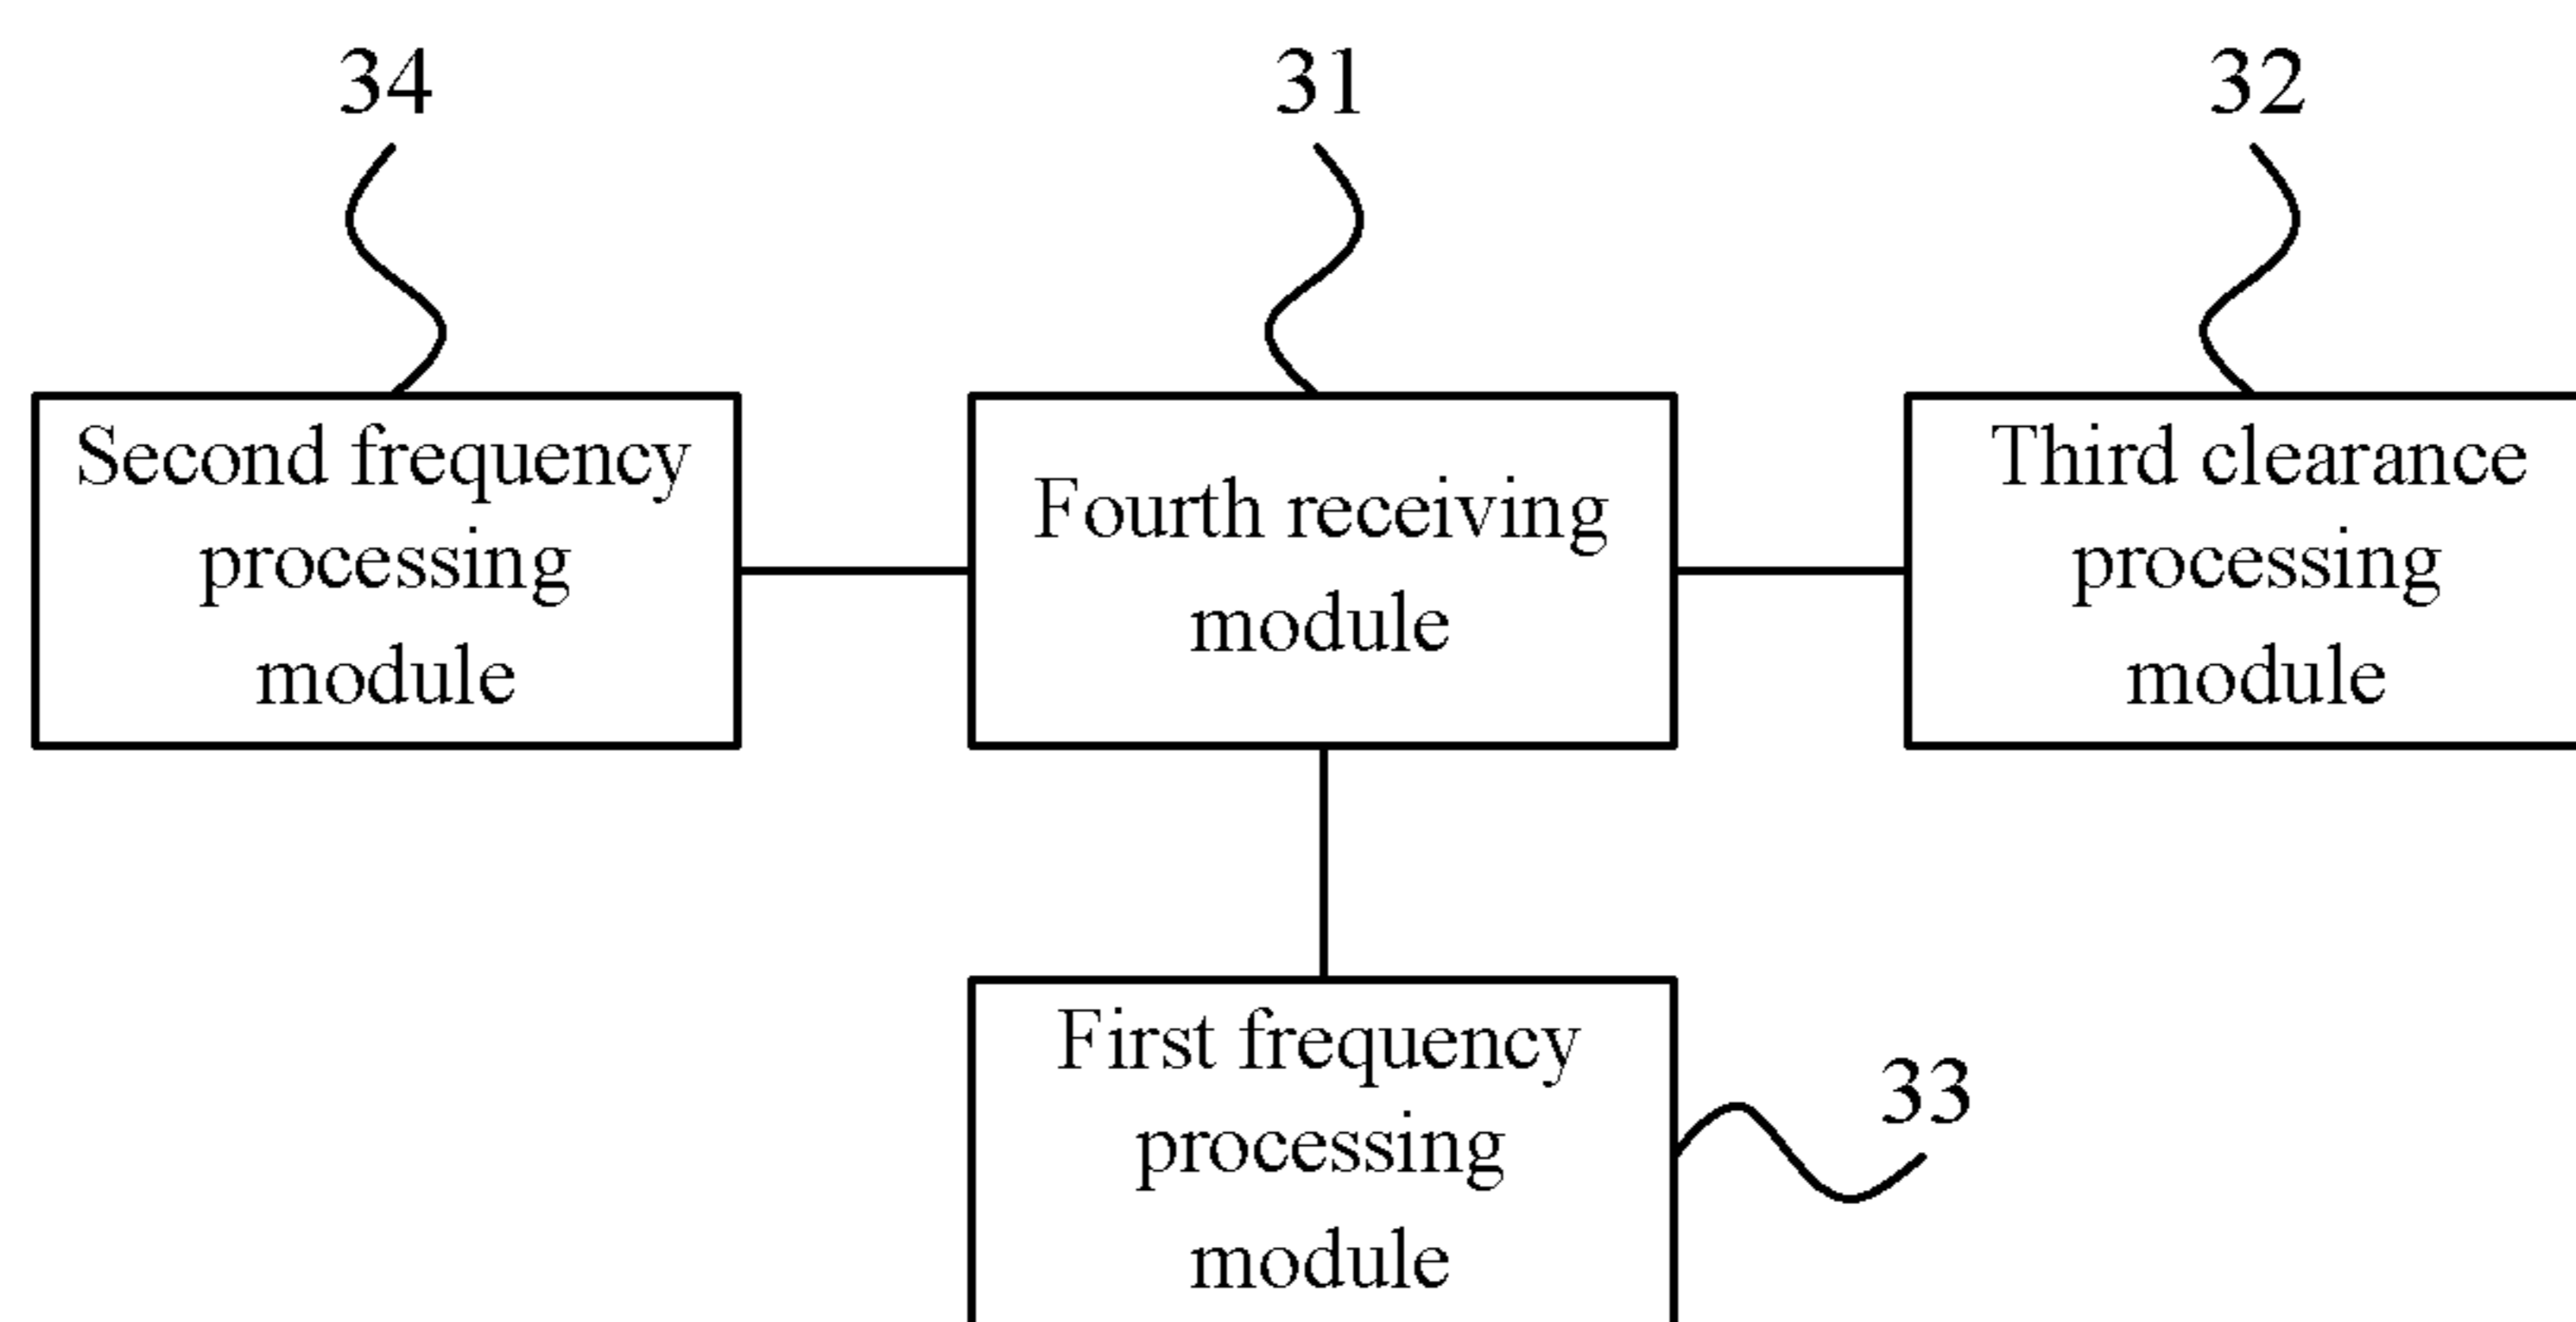 34
31
32
Second frequency
processing
module
Fourth receiving
module
Third clearance
processing
module
First frequency
processing
module
33